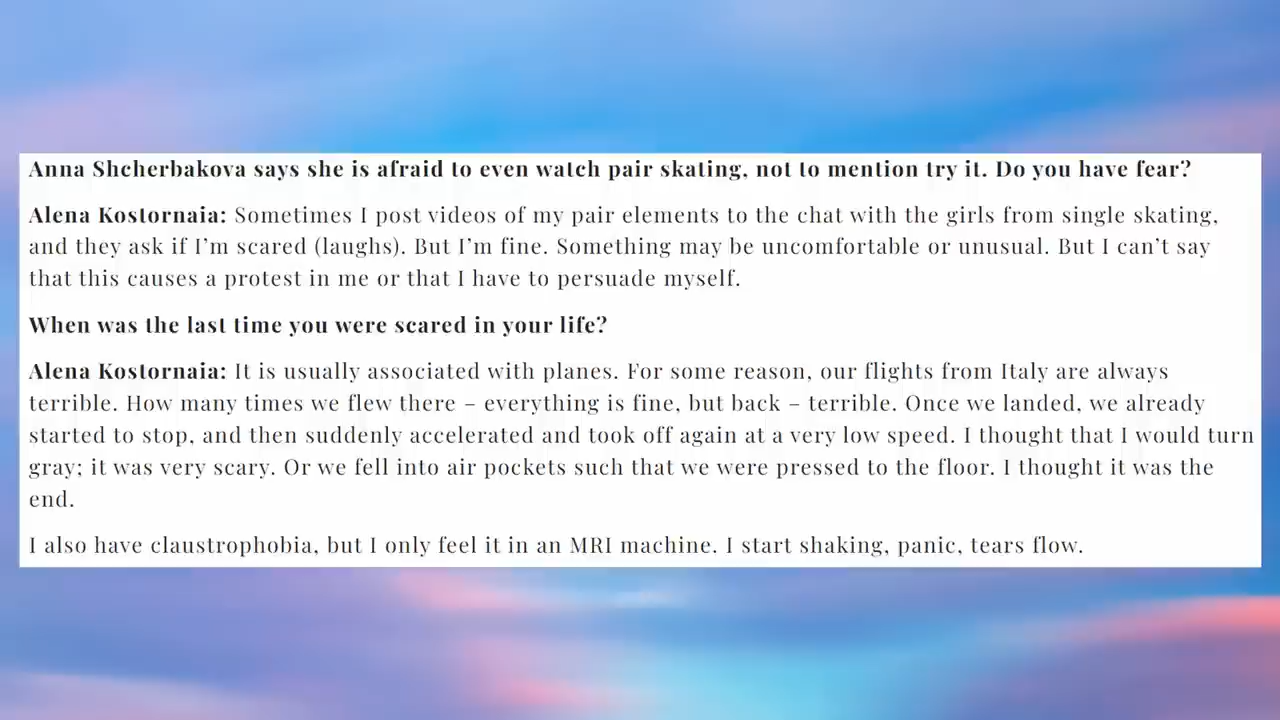 Anna Shcherbakova says she is afraid to even watch pair skating, not to mention try it. Do you have fear?
Alena Kostornaia: Sometimes I post videos of my pair elements to the chat with the girls from single skating,
and they ask if I'm scared (laughs). But I'm fine. Something may be uncomfortable or unusual. But I can't say
that this causes a protest in me or that I have to persuade myself.
When was the last time you were scared in your life?
Alena Kostornaia: It is usually associated with planes. For some reason, our flights from Italy are always
terrible. How many times we flew there – everything is fine, but back – terrible. Once we landed, we already
started to stop, and then suddenly accelerated and took off again at a very low speed. I thought that I would turn
gray; it was very scary. Or we fell into air pockets such that we were pressed to the floor. I thought it was the
end.
I also have claustrophobia, but I only feel it in an MRI machine. I start shaking, panic, tears flow.